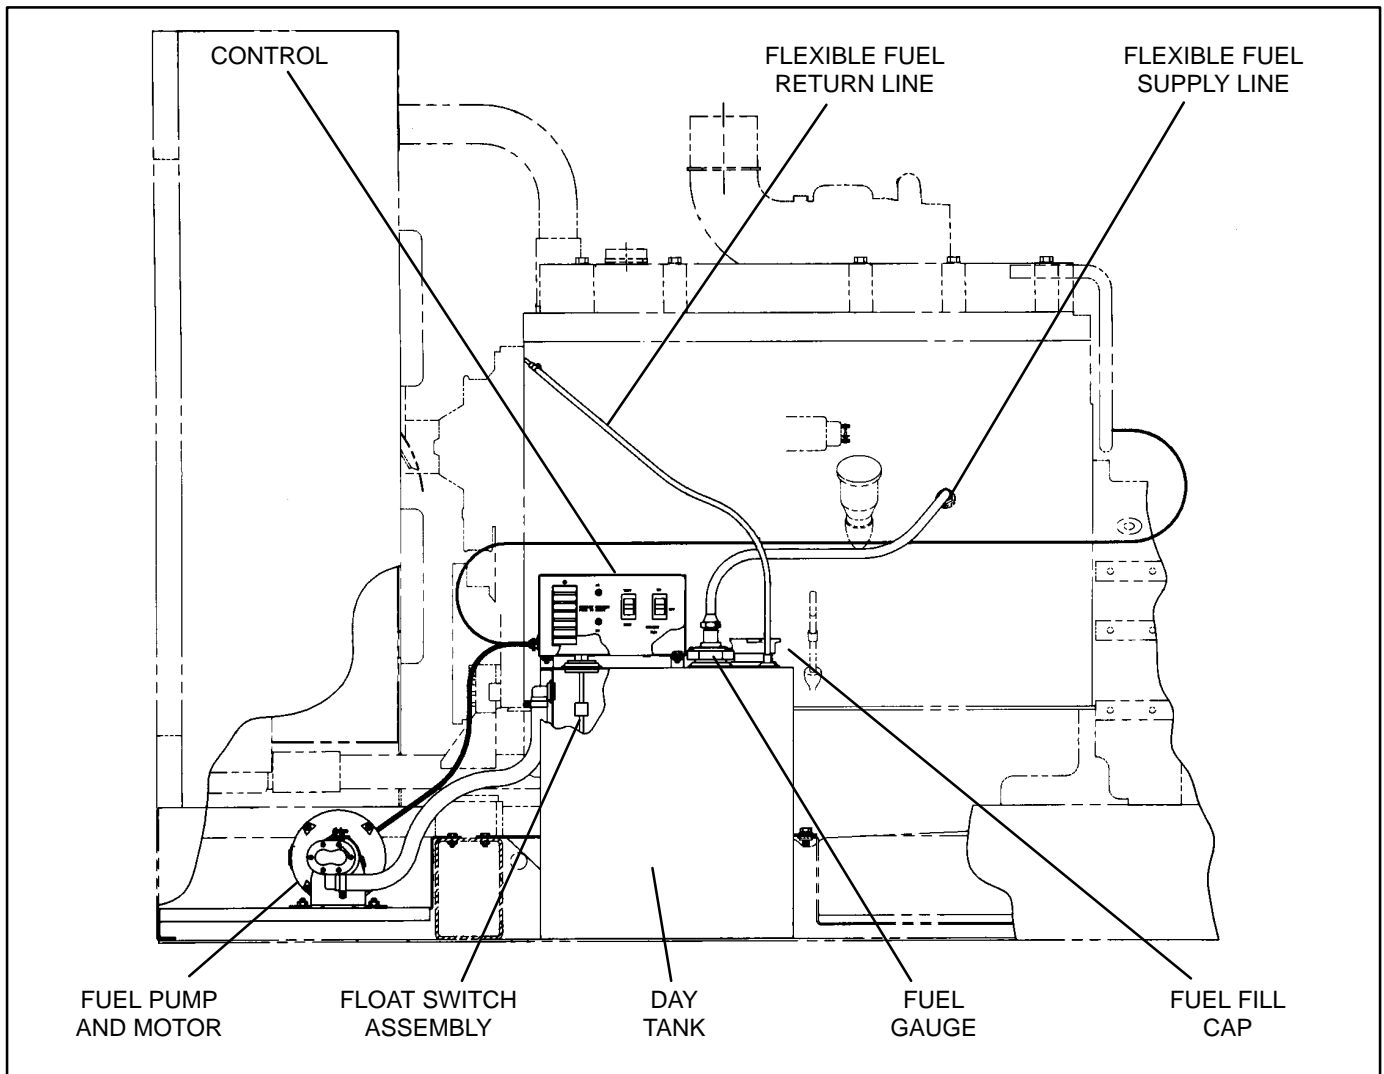 CONTROL
FLEXIBLE FUEL
RETURN LINE
FLEXIBLE FUEL
SUPPLY LINE
FUEL PUMP
AND MOTOR
FLOAT SWITCH
ASSEMBLY
DAY
TANK
FUEL
GAUGE
FUEL FILL
CAP